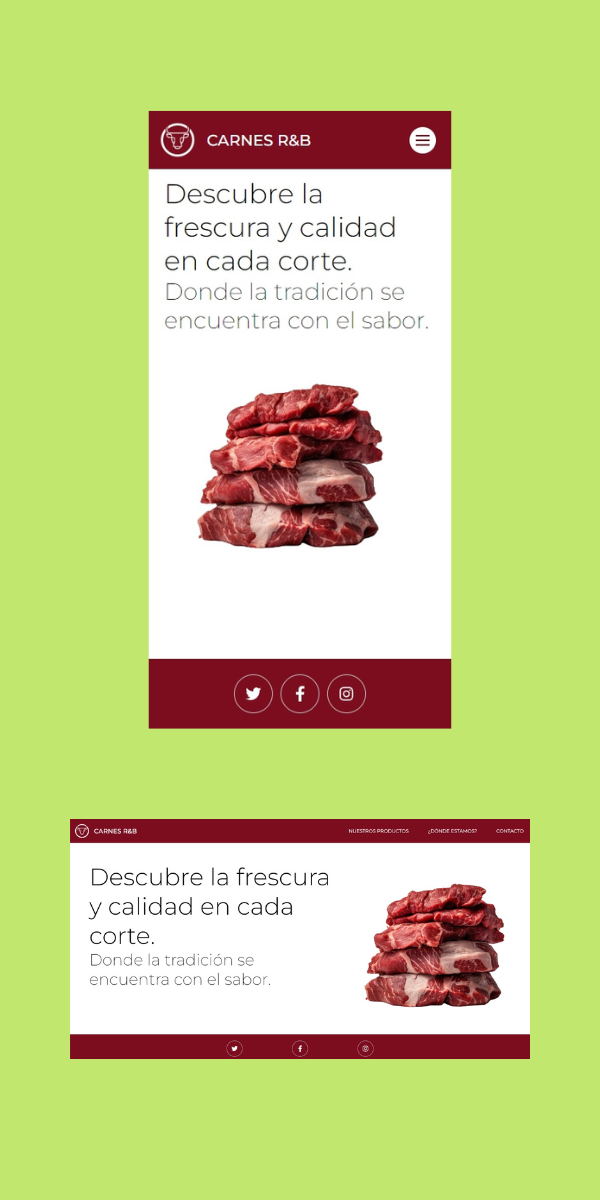 CARNES R&B
Descubre la
frescura y calidad
en cada corte.
Donde la tradición se
encuentra con el sabor.
CARNES R&B
NUESTROS PRODUCTOS
¿DÓNDE ESTAMOS?
CONTACTO
Descubre la frescura
y calidad en cada
corte.
Donde la tradición se
encuentra con el sabor.